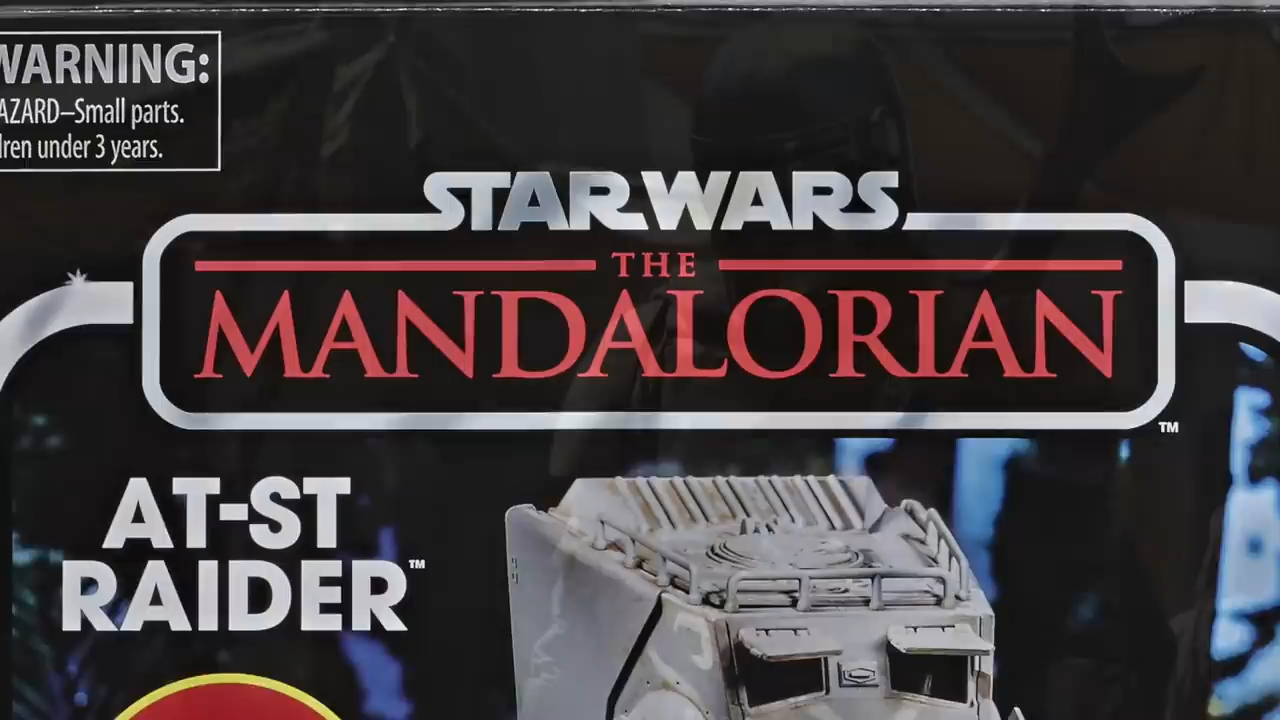 WARNING:
AZARD–Small parts.
dren under 3 years.
STAR WARS
THE
MANDALORIAN
TM
AT-ST
RAIDER™